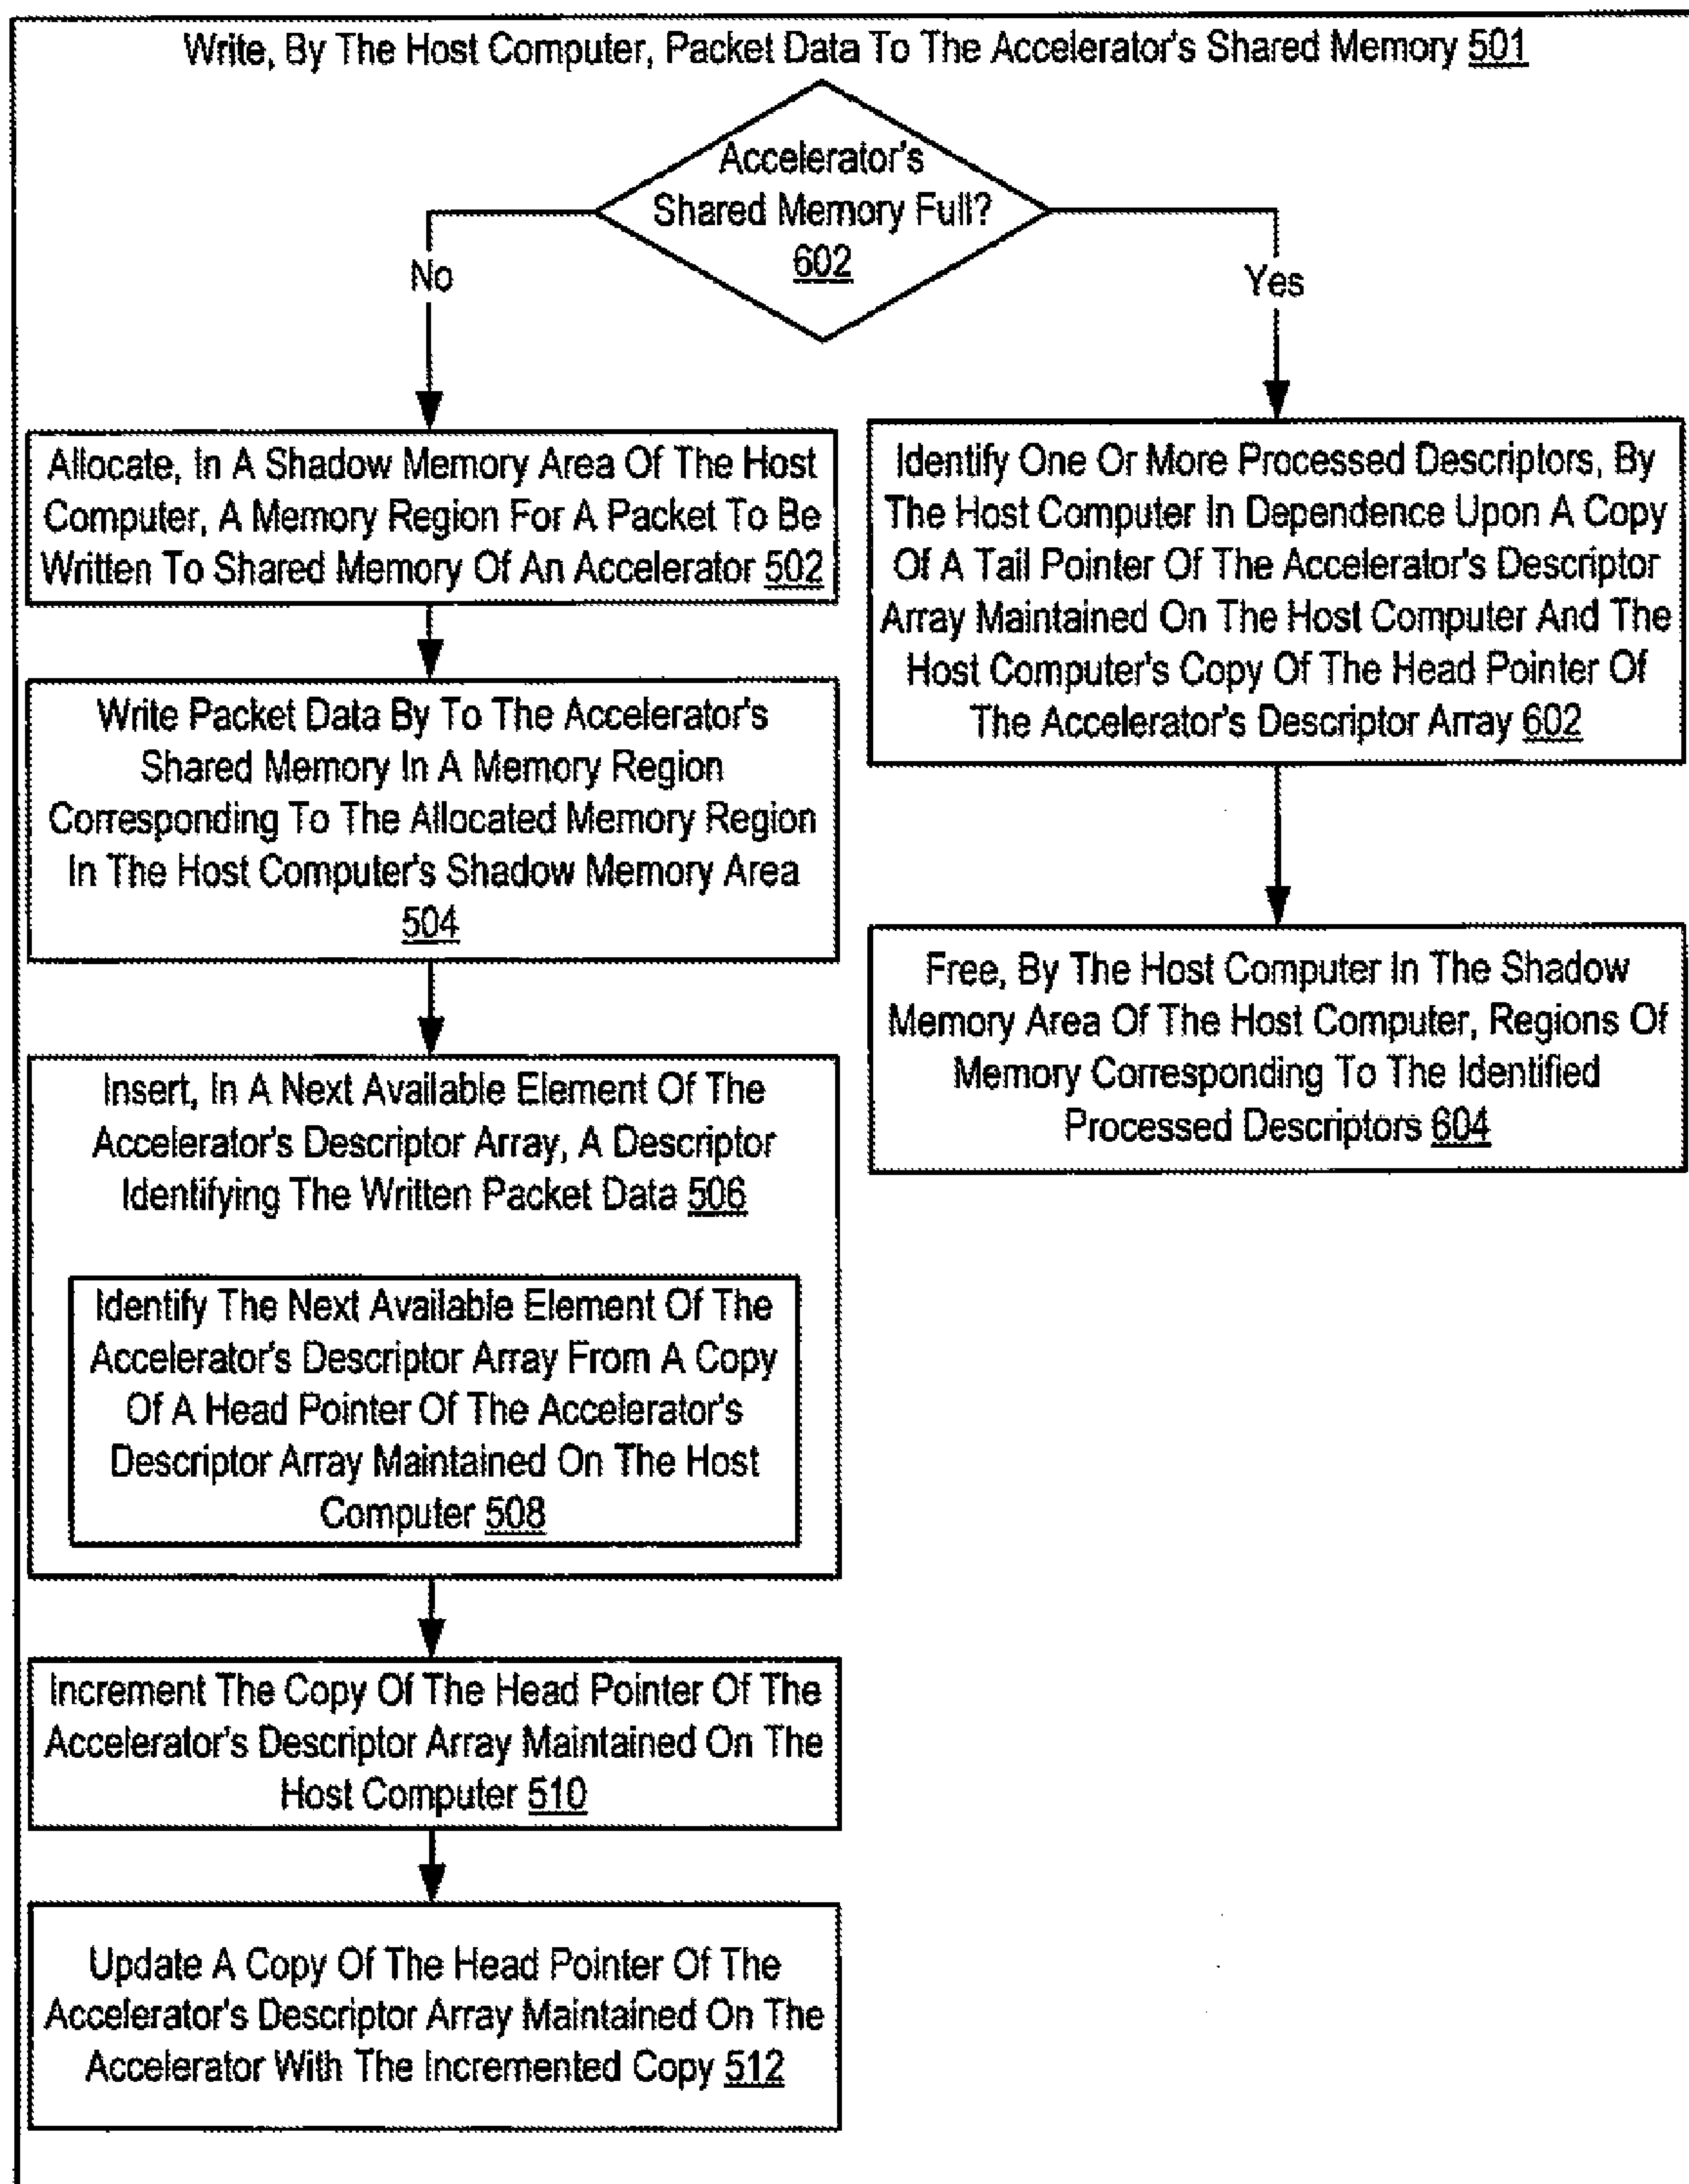 Write, By The Host Computer, Packet Data To The Accelerator's Shared Memory 501
Accelerator's
Shared Memory Full?
602
No
Yes
Allocate, In A Shadow Memory Area Of The Host
Computer, A Memory Region For A Packet To Be
Written To Shared Memory Of An Accelerator 502
Write Packet Data By To The Accelerator's
Shared Memory In A Memory Region
Corresponding To The Allocated Memory Region
In The Host Computer's Shadow Memory Area
504
Insert, In A Next Available Element Of The
Accelerator's Descriptor Array, A Descriptor
Identifying The Written Packet Data 506
Identify The Next Available Element Of The
Accelerator's Descriptor Array From A Copy
Of A Head Pointer Of The Accelerator's
Descriptor Array Maintained On The Host
Computer 508
Increment The Copy Of The Head Pointer Of The
Accelerator's Descriptor Array Maintained On The
Host Computer 510
Update A Copy Of The Head Pointer Of The
Accelerator's Descriptor Array Maintained On The
Accelerator With The Incremented Copy 512
Identify One Or More Processed Descriptors, By
The Host Computer In Dependence Upon A Copy
Of A Tail Pointer Of The Accelerator's Descriptor
Array Maintained On The Host Computer And The
Host Computer's Copy Of The Head Pointer Of
The Accelerator's Descriptor Array 602
Free, By The Host Computer In The Shadow
Memory Area Of The Host Computer, Regions Of
Memory Corresponding To The Identified
Processed Descriptors 604